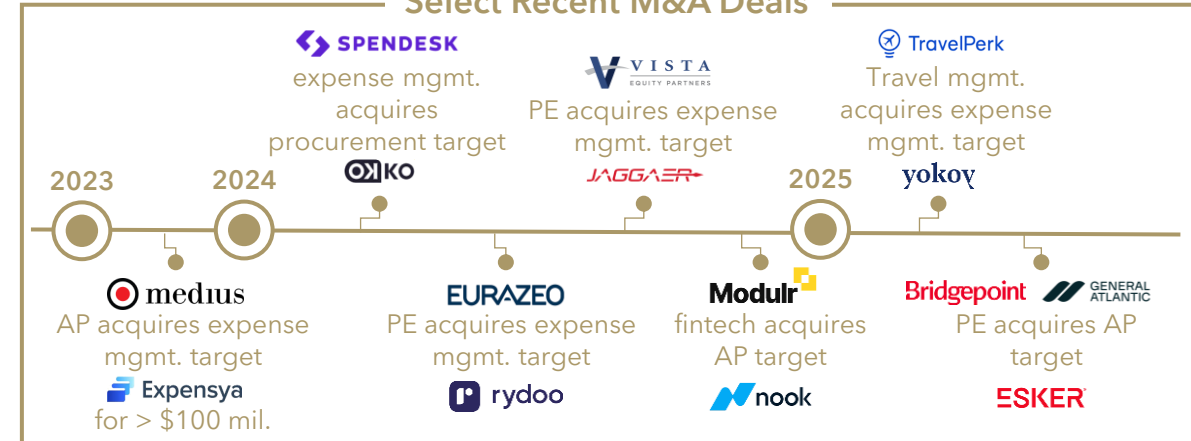 Select Recent M&A Deals
SPENDESK
expense mgmt.
acquires
procurement target
OKKO
VISTA
EQUITY PARTNERS
PE acquires expense
mgmt. target
JAGGAER
TravelPerk
Travel mgmt.
acquires expense
mgmt. target
yokoy
2023
2024
2025
medius
AP acquires expense
mgmt. target
Expensya
for > $100 mil.
EURAZEO
PE acquires expense
mgmt. target
rydoo
Modulr
fintech acquires
AP target
nook
Bridgepoint
GENERAL
ATLANTIC
PE acquires AP
target
ESKER